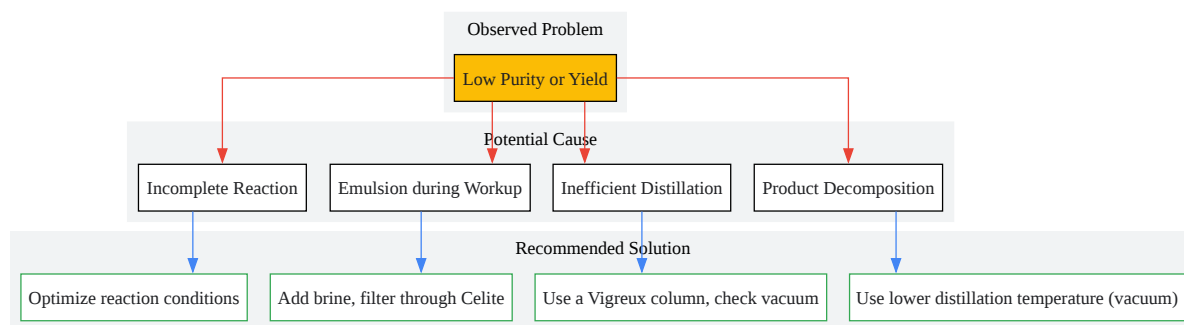 Observed Problem
Low Purity or Yield
Potential Cause
Incomplete Reaction
Emulsion during Workup
Inefficient Distillation
Product Decomposition
Recommended Solution
Optimize reaction conditions
Add brine, filter through Celite
Use a Vigreux column, check vacuum
Use lower distillation temperature (vacuum)